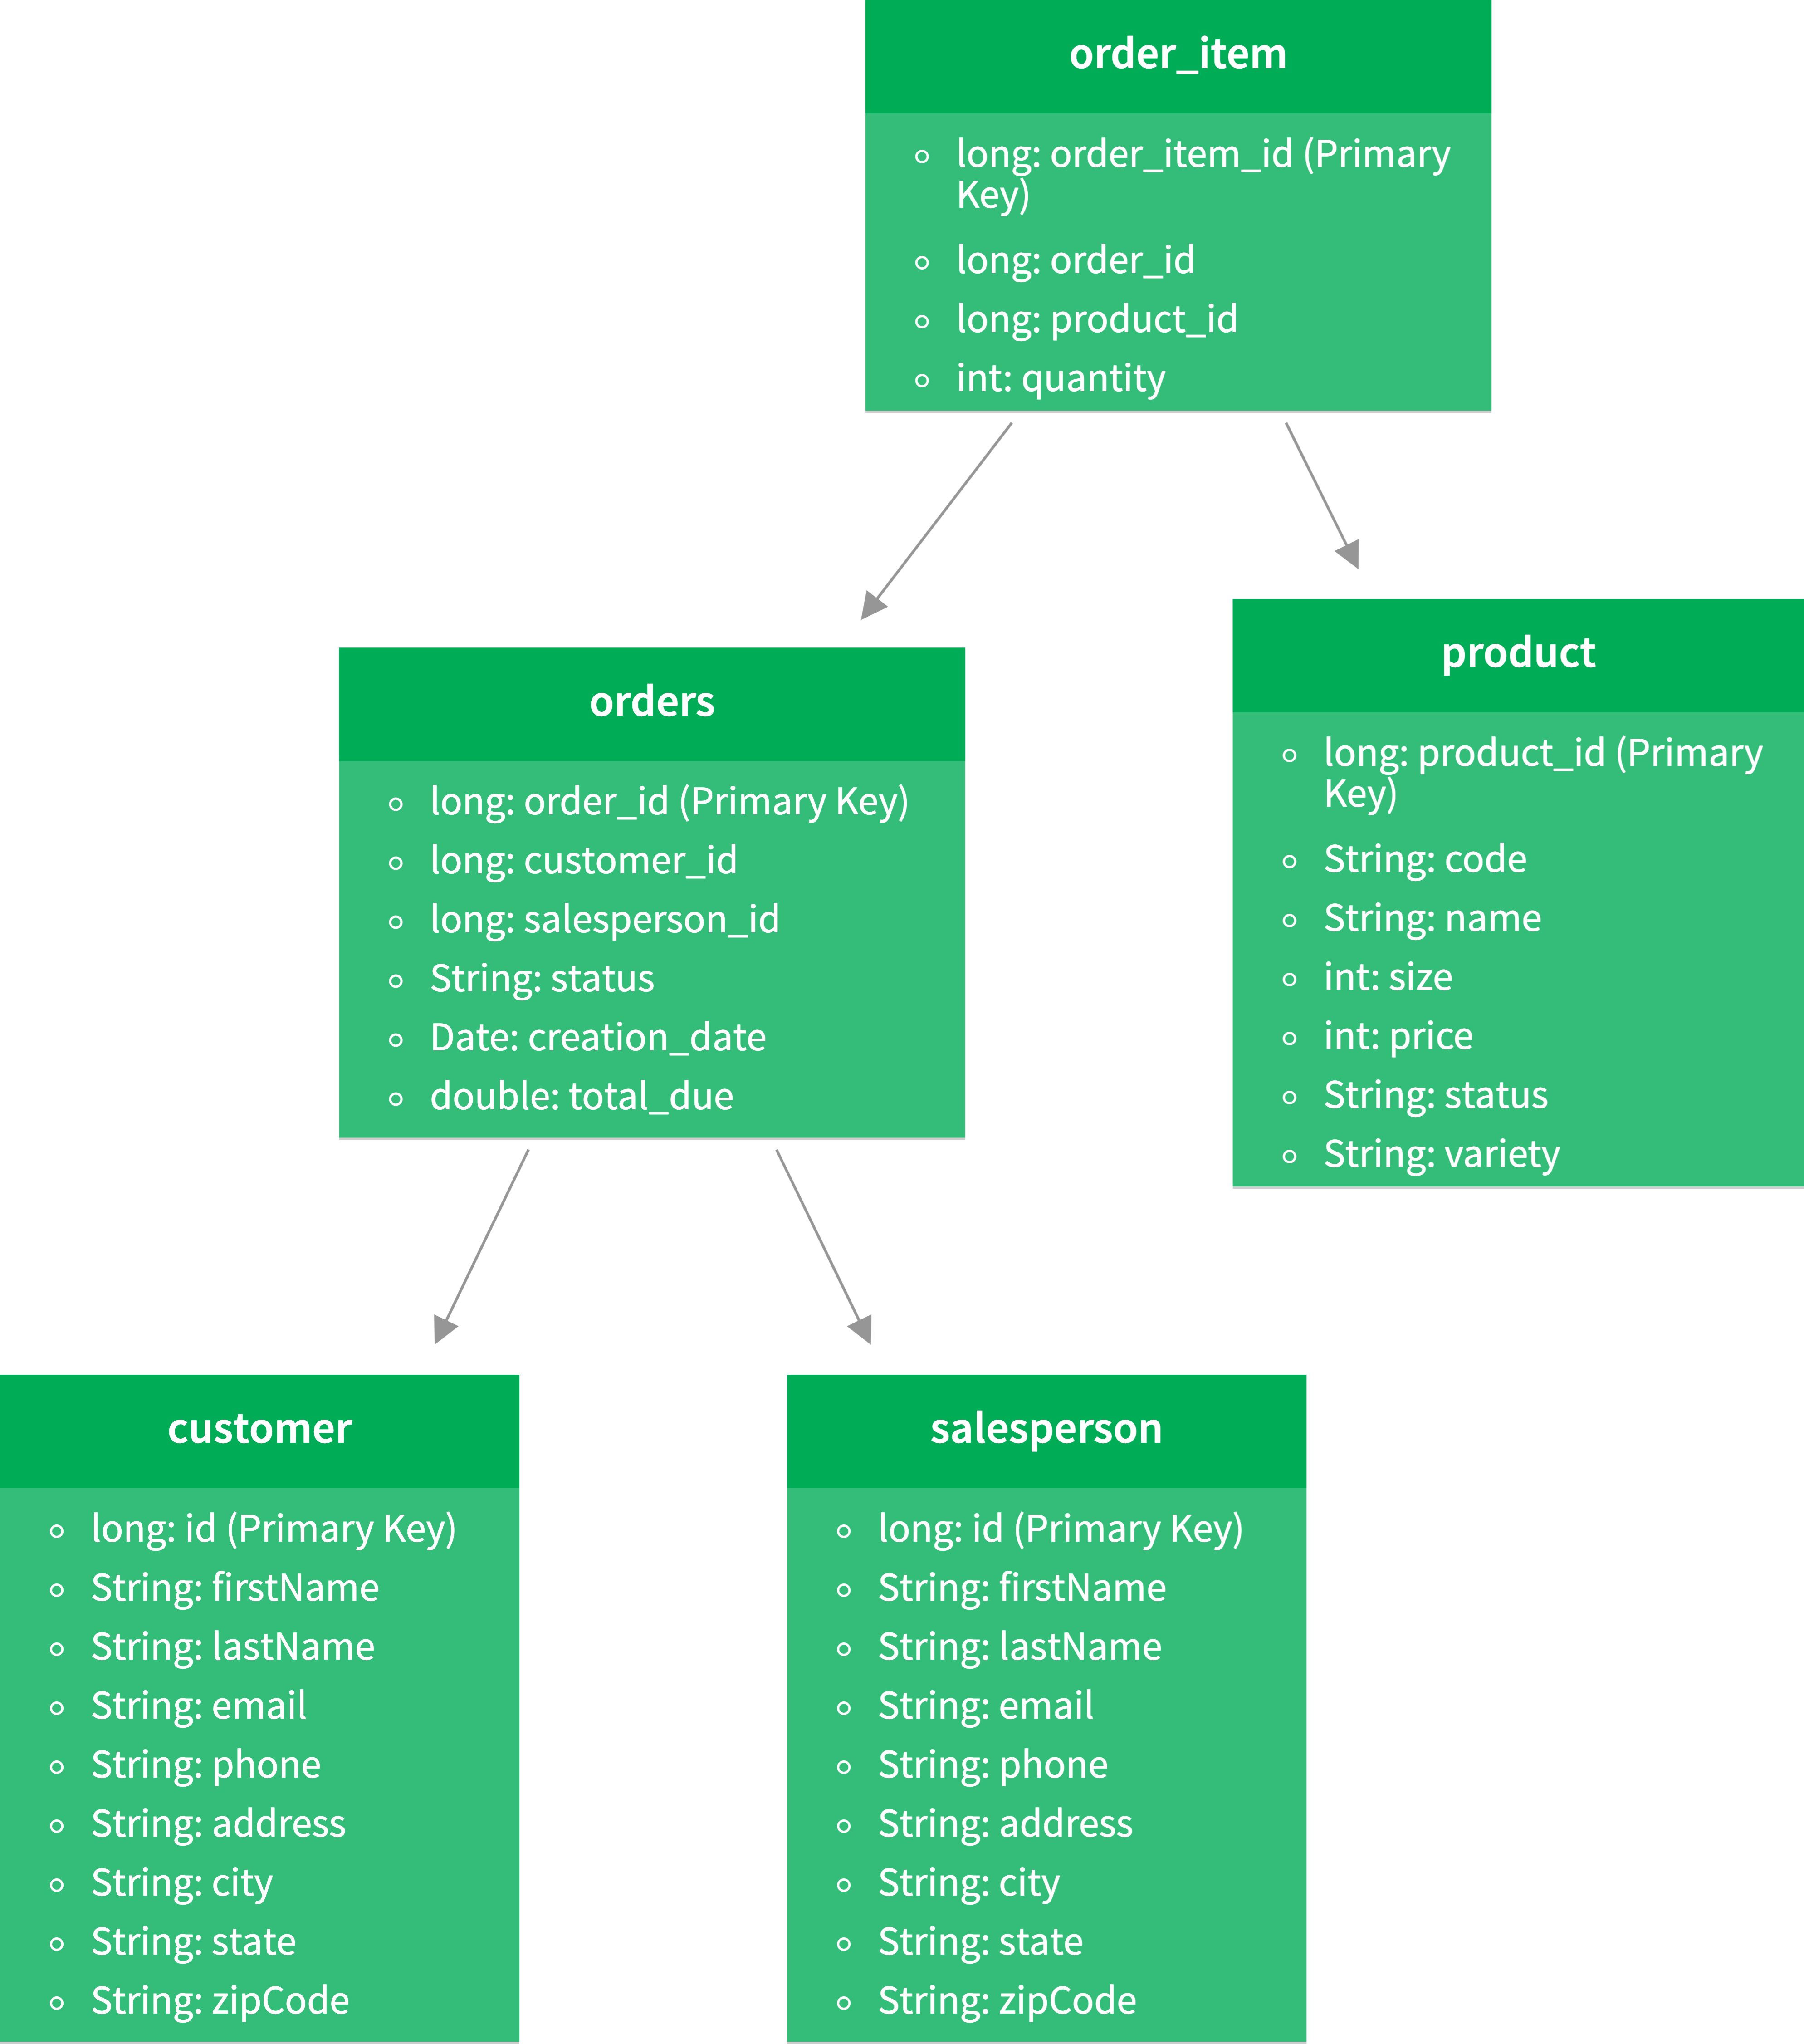 order_item
long: order_item_id (Primary
Key)
long: order_id
long: product_id
int: quantity
orders
long: order_id (Primary Key)
long: customer_id
long: salesperson_id
String: status
Date: creation_date
double: total_due
product
long: product_id (Primary
Key)
String: code
String: name
int: size
int: price
String: status
String: variety
customer
long: id (Primary Key)
String: firstName
String: lastName
String: email
String: phone
String: address
String: city
String: state
String: zipCode
salesperson
long: id (Primary Key)
String: firstName
String: lastName
String: email
String: phone
String: address
String: city
String: state
String: zipCode